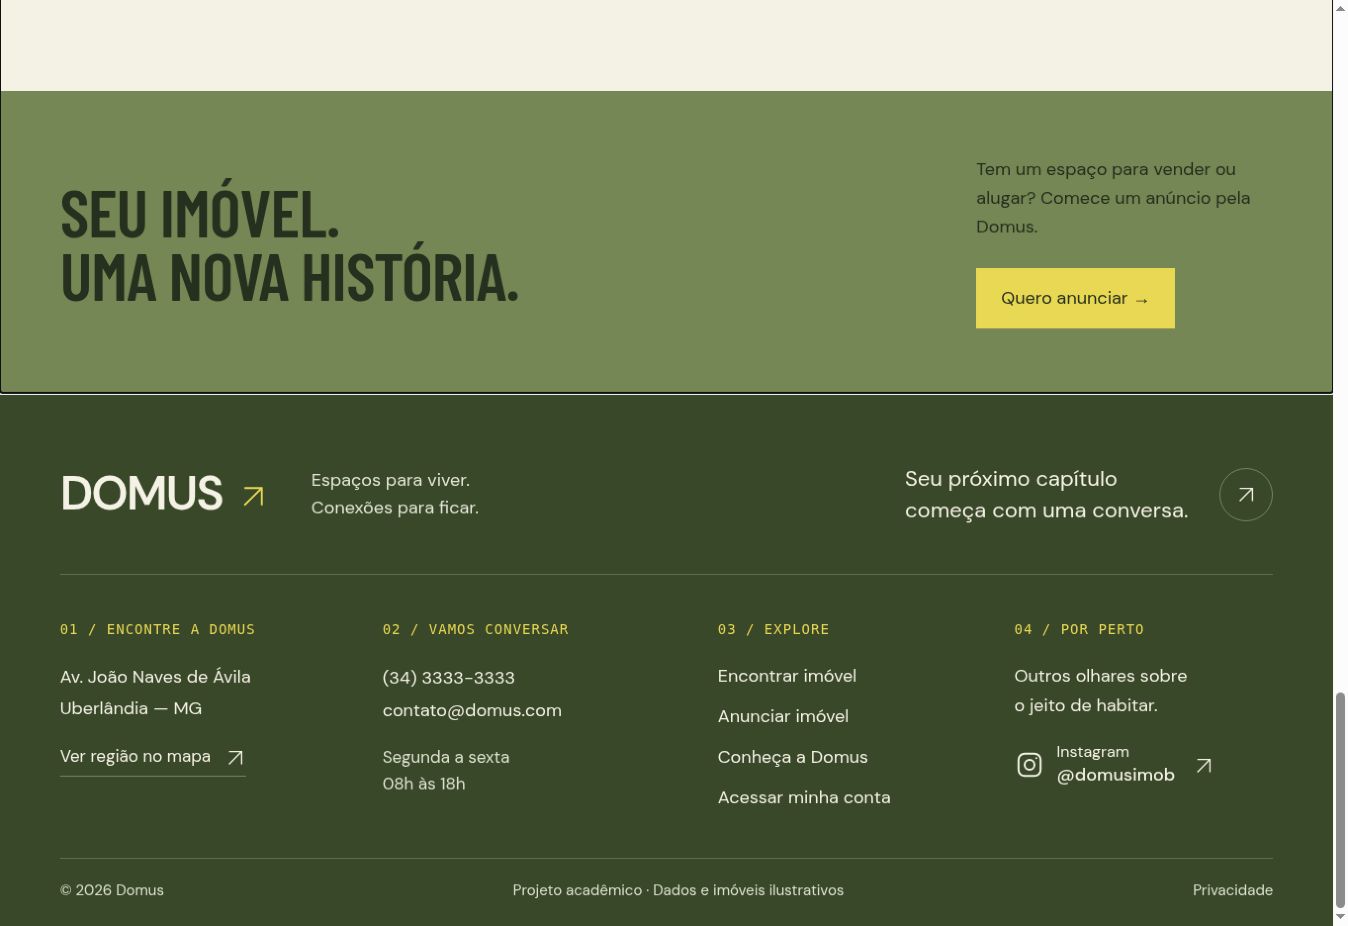 SEU IMÓVEL.
UMA NOVA HISTÓRIA.
Tem um espaço para vender ou
alugar? Comece um anúncio pela
Domus.
Quero anunciar →
DOMUS
Espaços para viver.
Conexões para ficar.
Seu próximo capítulo
começa com uma conversa.
01 / ENCONTRE A DOMUS
Av. João Naves de Ávila
Uberlândia — MG
Ver região no mapa
02 / VAMOS CONVERSAR
(34) 3333-3333
contato@domus.com
Segunda a sexta
08h às 18h
03 / EXPLORE
Encontrar imóvel
Anunciar imóvel
Conheça a Domus
Acessar minha conta
04 / POR PERTO
Outros olhares sobre
o jeito de habitar.
Instagram
@domusimob
© 2026 Domus
Projeto acadêmico · Dados e imóveis ilustrativos
Privacidade